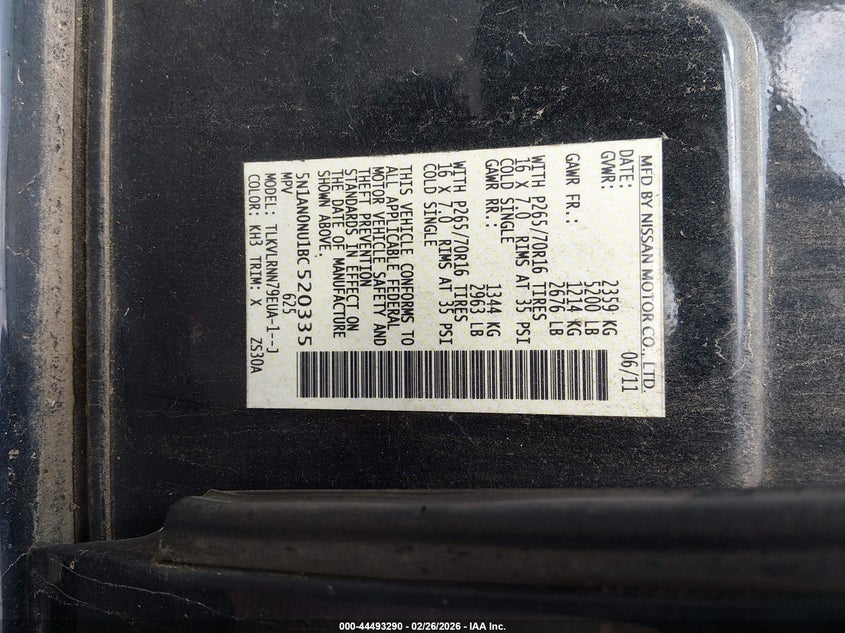 MFD BY NISSAN MOTOR CO., LTD.
DATE: 06/11
GVWR: 2359 KG
5200 LB
GAWR FR.: 1214 KG
2676 LB
WITH P265/70R16 TIRES
16 X 7.0 RIMS AT 35 PSI
COLD SINGLE
GAWR RR.: 1344 KG
2963 LB
WITH P265/70R16 TIRES
16 X 7.0 RIMS AT 35 PSI
COLD SINGLE
THIS VEHICLE CONFORMS TO
ALL APPLICABLE FEDERAL
MOTOR VEHICLE SAFETY AND
THEFT PREVENTION
STANDARDS IN EFFECT ON
THE DATE OF MANUFACTURE
SHOWN ABOVE.
5N1AN0NU1BC520335
MPV 625
MODEL: TLKVLRNN79EUA-1--J
COLOR: KH3 TRIM: X ZS30A
000-44493290 - 02/26/2026 - IAA Inc.